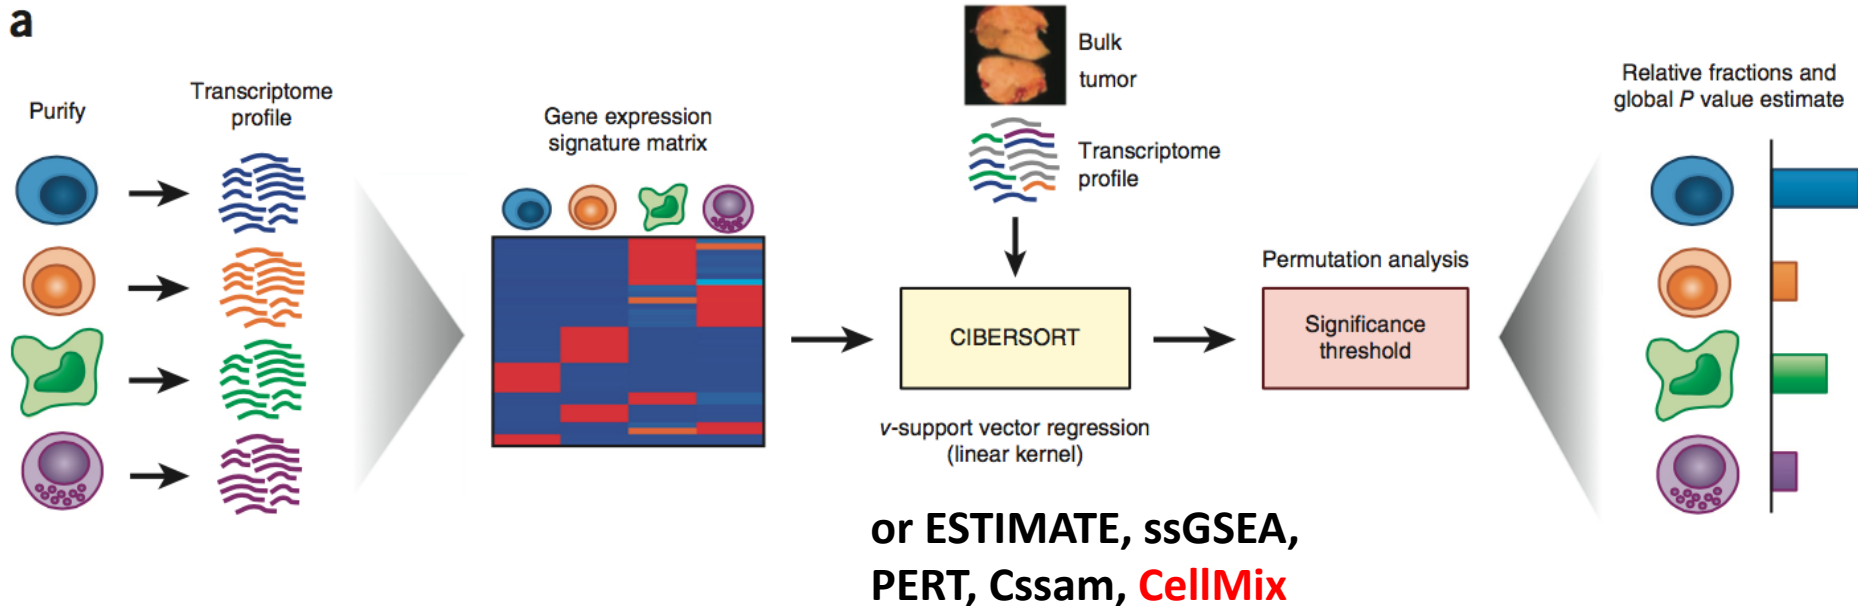 a
Purify
Transcriptome
profile
Gene expression
signature matrix
Bulk
tumor
Transcriptome
profile
CIBERSORT
v-support vector regression
(linear kernel)
Permutation analysis
Significance
threshold
Relative fractions and
global P value estimate
or ESTIMATE, ssGSEA,
PERT, Cssam, CellMix